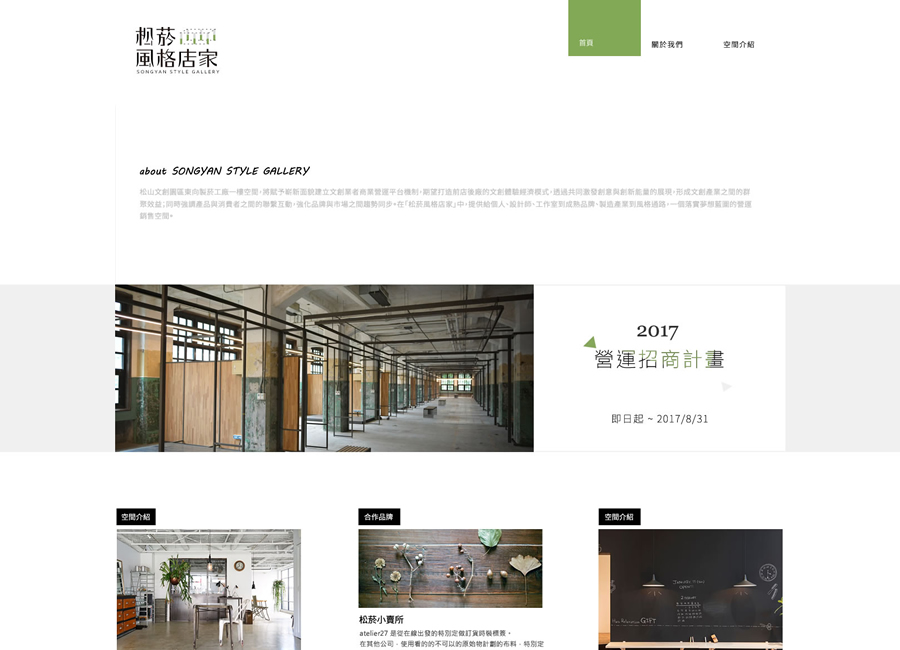 松菸
風格店家
SONGYAN STYLE GALLERY
首頁
關於我們
空間介紹
about SONGYAN STYLE GALLERY
松山文創園區東向製菸工廠一樓空間,將賦予嶄新面貌建立文創業者商業營運平台機制,期望打造前店後廠的文創體驗經濟模式,透過共同激發創意與創新能量的展現,形成文創產業之間的群
聚效益;同時強調產品與消費者之間的聯繫互動,強化品牌與市場之間趨勢同步。在「松菸風格店家」中,提供給個人、設計師、工作室到成熟品牌、製造產業到風格通路,一個落實夢想藍圖的營運
銷售空間。
2017
營運招商計畫
即日起 ~ 2017/8/31
空間介紹
合作品牌
空間介紹
松菸小賣所
atelier27 是從在線出發的特別定做訂貨時裝標籤。
在其他公司,使用看的的不可以的原始物計劃的布料,特別定
GIFT